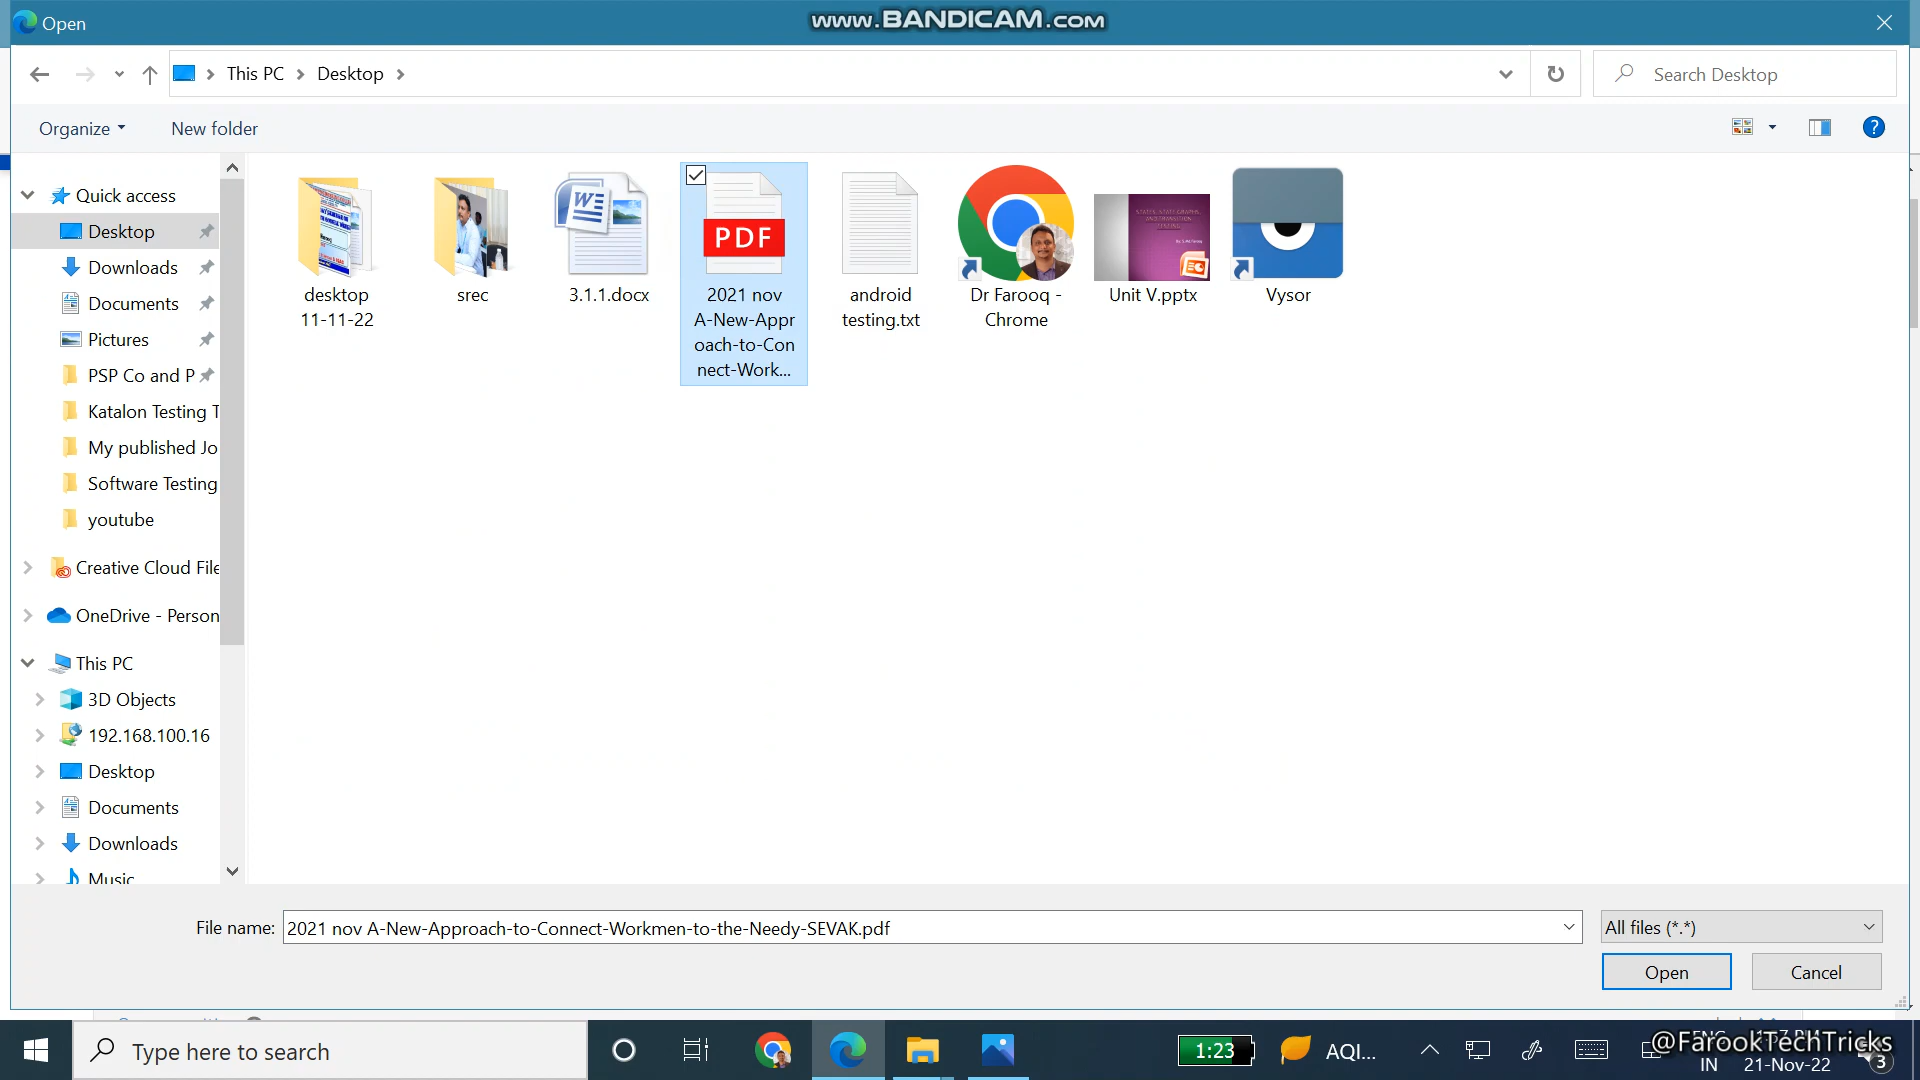 Open
www.BANDICAM.com
This PC
Desktop
Search Desktop
Organize
New folder
Quick access
Desktop
Downloads
Documents
Pictures
PSP Co and P
Katalon Testing T
My published Jo
Software Testing
youtube
Creative Cloud File
OneDrive - Person
This PC
3D Objects
192.168.100.16
Desktop
Documents
Downloads
Music
desktop
11-11-22
srec
3.1.1.docx
PDF
2021 nov
A-New-Appr
oach-to-Con
nect-Work...
android
testing.txt
Dr Farooq -
Chrome
Unit V.pptx
Vysor
File name:
2021 nov A-New-Approach-to-Connect-Workmen-to-the-Needy-SEVAK.pdf
All files (*.*)
Open
Cancel
Type here to search
1:23
AQI...
@FarookTechTricks
IN
21-Nov-22
3